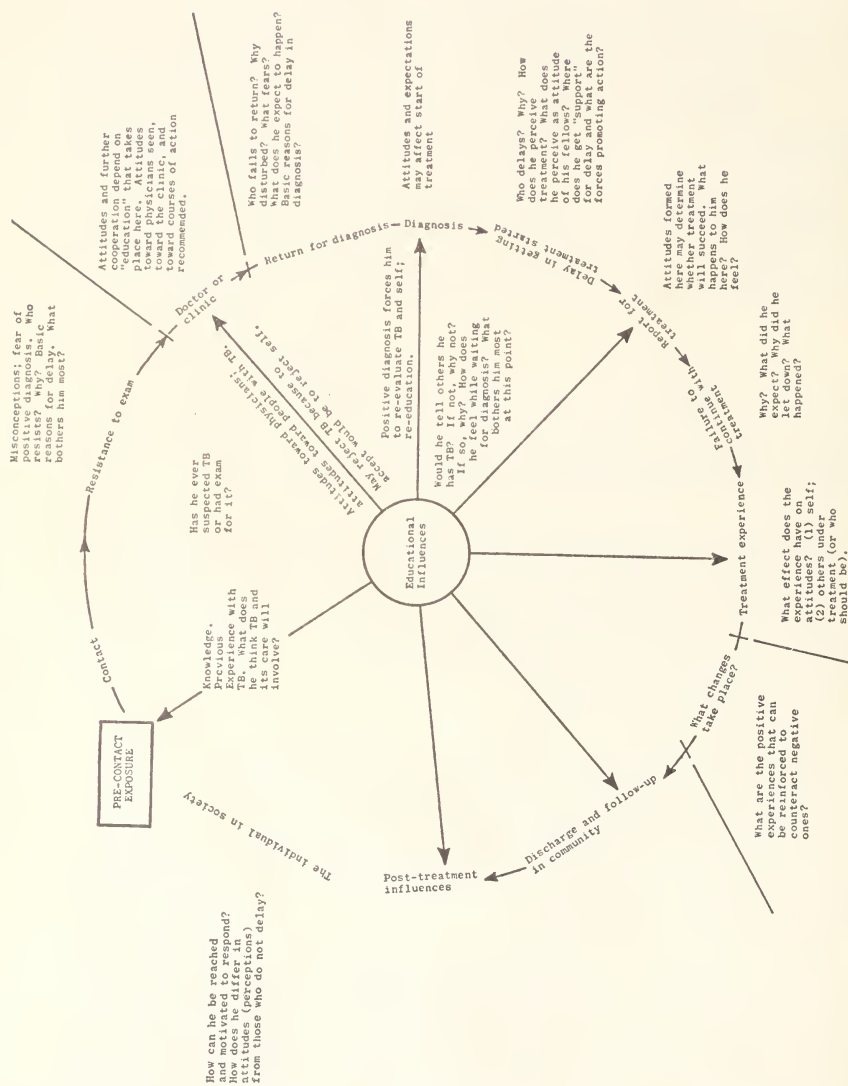 PRE-CONTACT
EXPOSURE
Contact
Resistance to exam
Misconceptions; fear of
positive diagnosis. Who
resists? Why? Basic
reasons for delay. What
bothers him most?
Has he ever
suspected TB
or had exam
for it?
Knowledge.
Previous
Experience with
TB. What does
he think TB and
its care will
involve?
Doctor or
clinic
Attitudes and further
cooperation depend on
"education" that takes
place here. Attitudes
toward physicians seen,
toward the clinic, and
toward courses of action
recommemded.
Attitudes toward physicians;
attitudes toward people with TB.
May reject TB because to
accept would be to reject self.
Return for diagnosis
Who fails to return? Why
disturbed? What fears?
What does he expect to happen?
Basic reasons for delay in
diagnosis?
Diagnosis
Attitudes and expectations
may affect start of
treatment
Positive diagnosis forces him
to re-evaluate TB and self;
re-education.
Would he tell others he
has TB? If not, why not?
If so, why? How does
he feel while waiting
for diagnosis? What
bothers him most
at this point?
Delay in getting
treatment started
Who delays? Why? How
does he perceive
treatment? What does
he perceive as attitude
of his fellows? Where
does he get "support"
for delay and what are the
forces promoting action?
Report for
treatment
Attitudes formed
here may determine
whether treatment
will succeed. What
happens to him
here? How does he
feel?
Failure to
continue with
treatment
Why? What did he
expect? Why did he
let down? What
happened?
Educational
Influences
Treatment experience
What effect does the
experience have on
attitudes? (1) self;
(2) others under
treatment (or who
should be).
What changes
take place?
What are the positive
experiences that can
be reinforced to
counteract negative
ones?
Discharge and follow-up
in community
Post-treatment
influences
The individual in society
How can he be reached
and motivated to respond?
How does he differ in
attitudes (perceptions)
from those who do not delay?